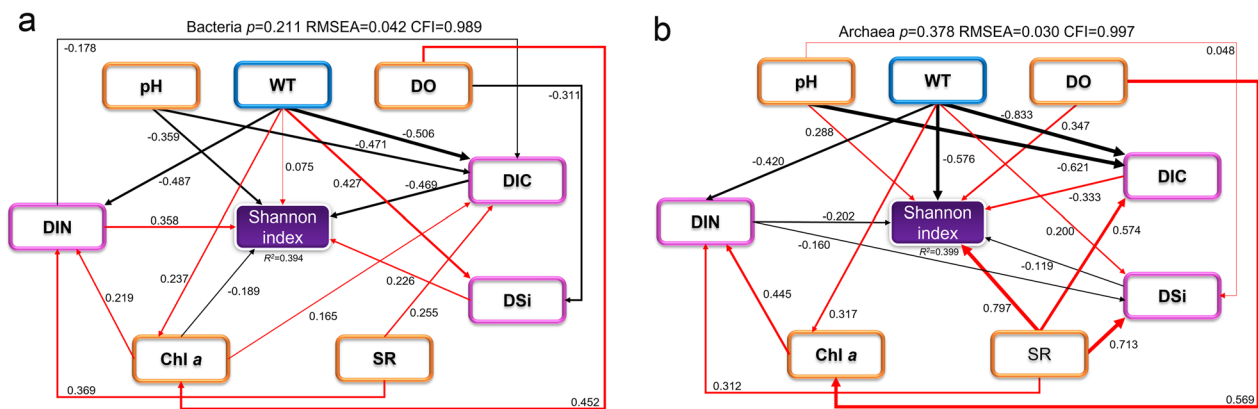 a
Bacteria p=0.211 RMSEA=0.042 CFI=0.989
-0.178
pH
WT
DO
-0.311
-0.359
-0.506
-0.471
0.075
-0.487
0.427
-0.469
DIC
DIN
0.358
Shannon
index
R²=0.394
0.237
0.226
-0.189
0.219
0.165
0.255
DSi
Chl a
SR
0.369
0.452
b
Archaea p=0.378 RMSEA=0.030 CFI=0.997
0.048
pH
WT
DO
-0.833
0.347
0.288
-0.576
-0.621
-0.420
DIC
-0.333
DIN
-0.202
Shannon
index
R²=0.399
0.200
0.574
-0.160
-0.119
DSi
0.445
0.317
0.797
0.713
Chl a
SR
0.312
0.569